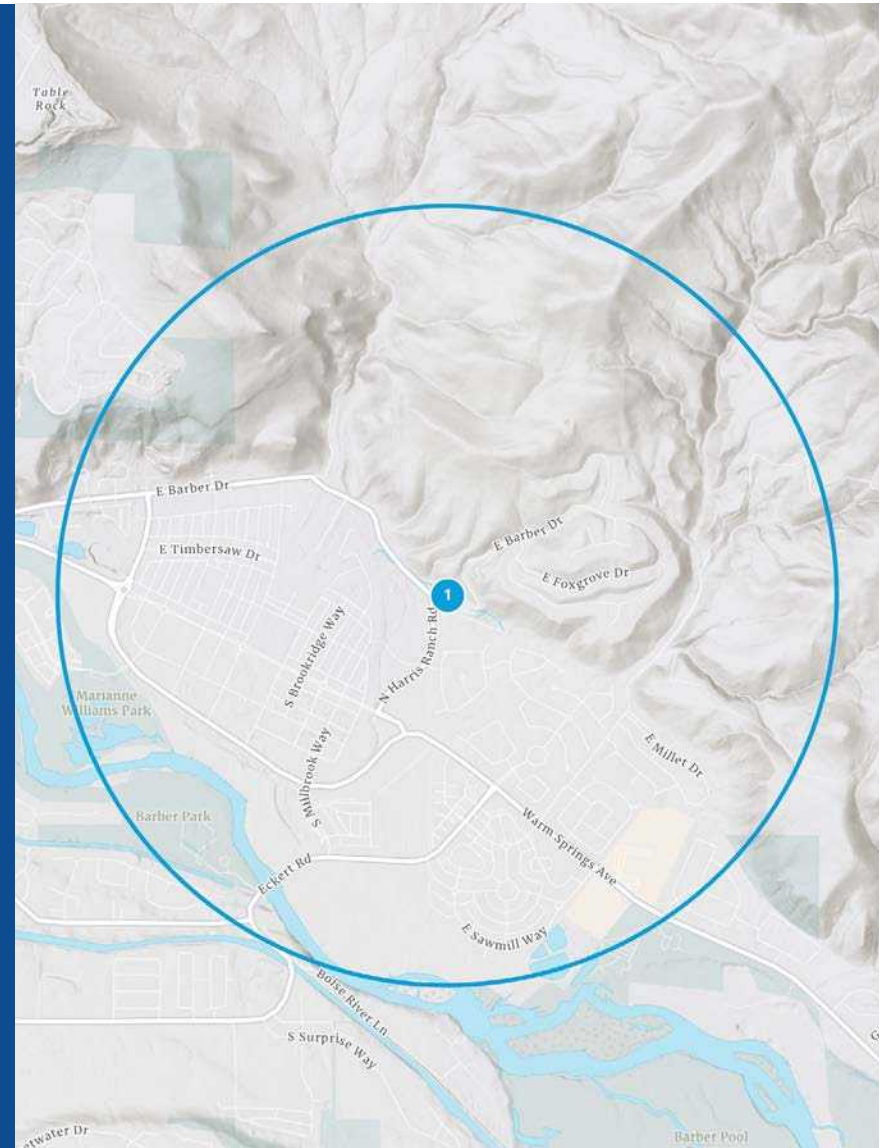 Table
Rock
E Barber Dr
E Timbersaw Dr
E Barber Dr
E Foxgrove Dr
1
S Brookridge Way
N Harris Ranch Rd
Marianne
Williams Park
E Millet Dr
S Millbrook Way
Barber Park
Warm Springs Ave
Eckert Rd
E Sawmill Way
Boise River Ln
S Surprise Way
G
etwater Dr
Barber Pool